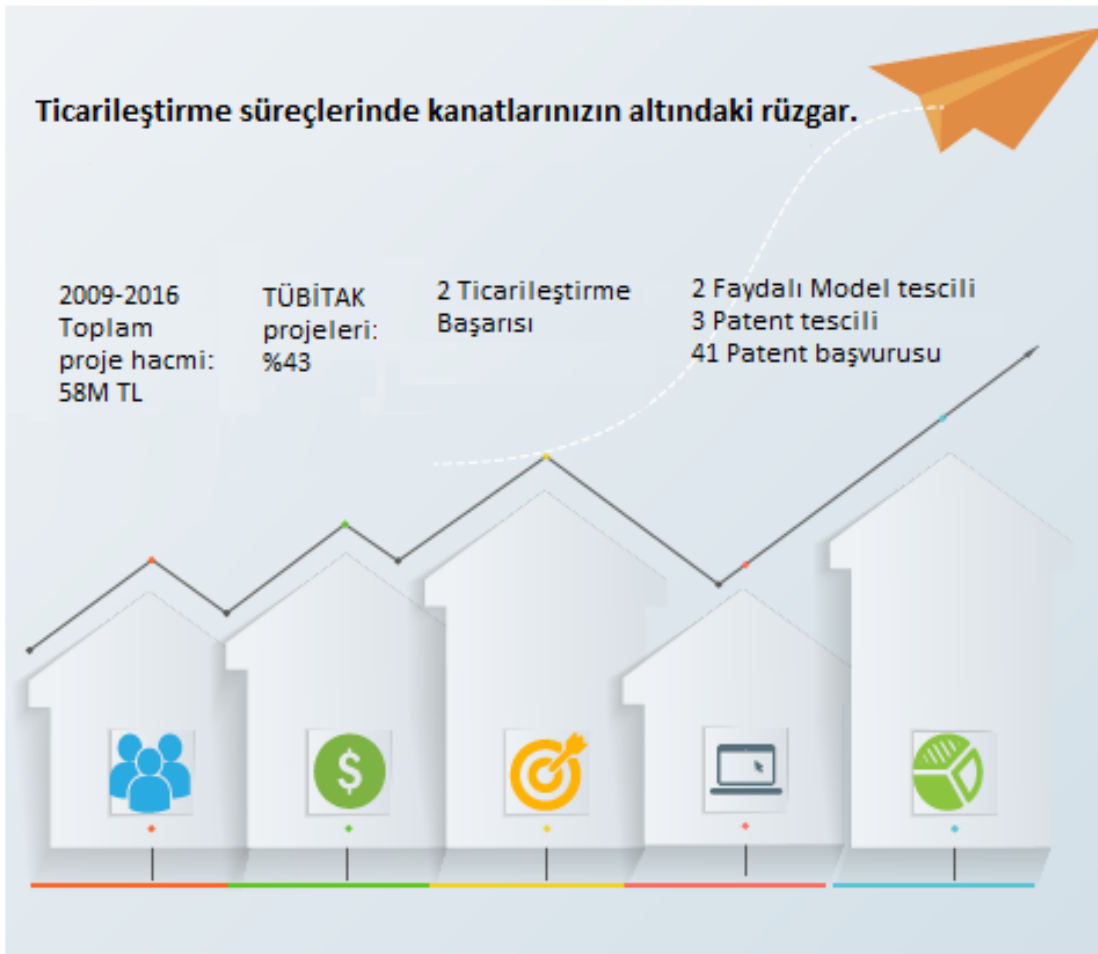 Ticarileştirme süreçlerinde kanatlarınızın altındaki rüzgar.
2009-2016
Toplam
proje hacmi:
58M TL
TÜBİTAK
projeleri:
%43
2 Ticarileştirme
Başarısı
2 Faydalı Model tescili
3 Patent tescili
41 Patent başvurusu
$